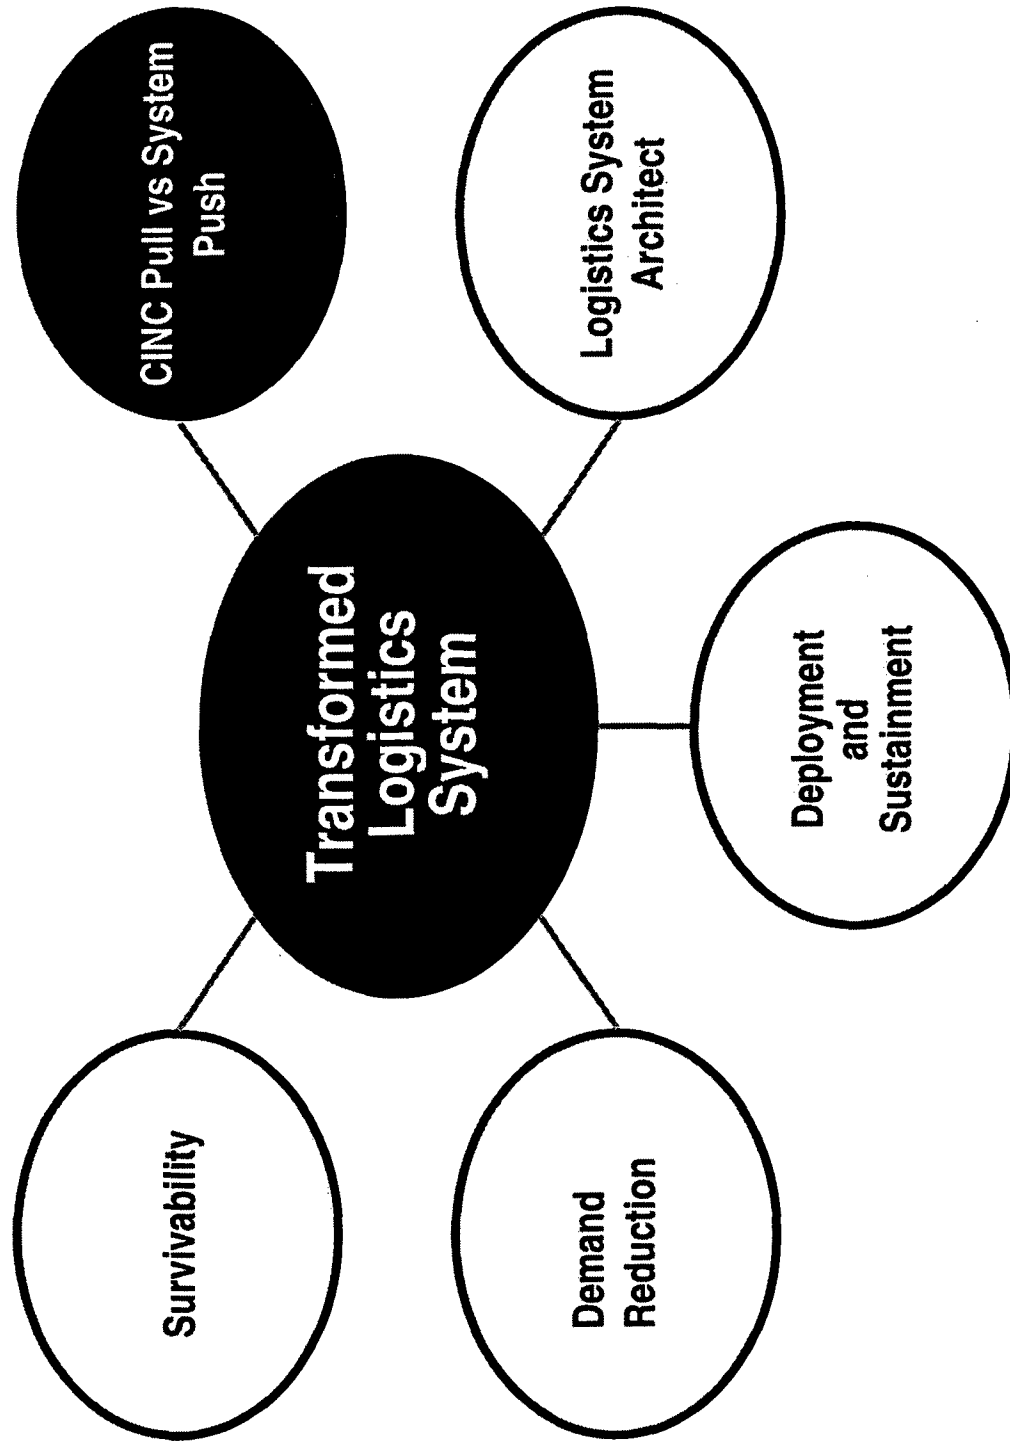 Survivability
CINC Pull vs System
Push
Transformed
Logistics
System
Demand
Reduction
Logistics System
Architect
Deployment
and
Sustainment